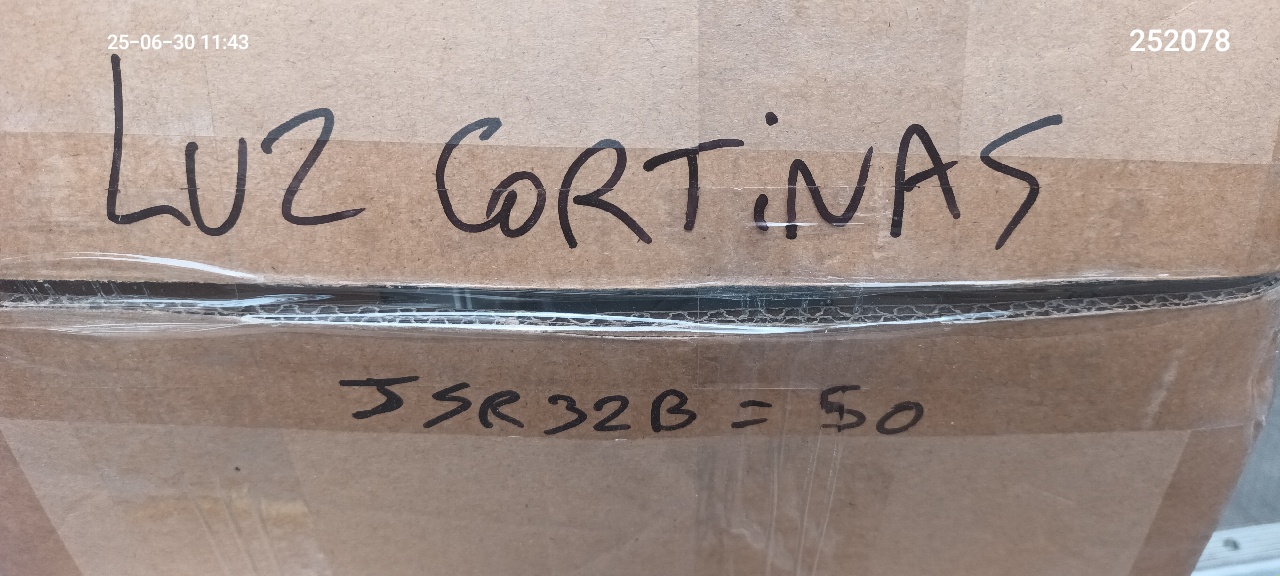 25-06-30 11:43
252078
LUZ CORTiNAS
JSR32B = 50